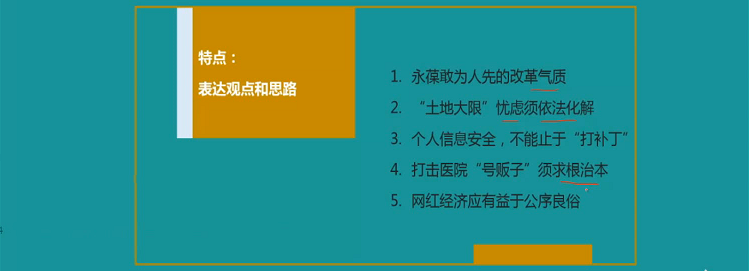 特点：
表达观点和思路
1. 永葆敢为人先的改革气质
2. “土地大限”忧虑须依法化解
3. 个人信息安全，不能止于“打补丁”
4. 打击医院“号贩子”须求根治本
5. 网红经济应有益于公序良俗
4